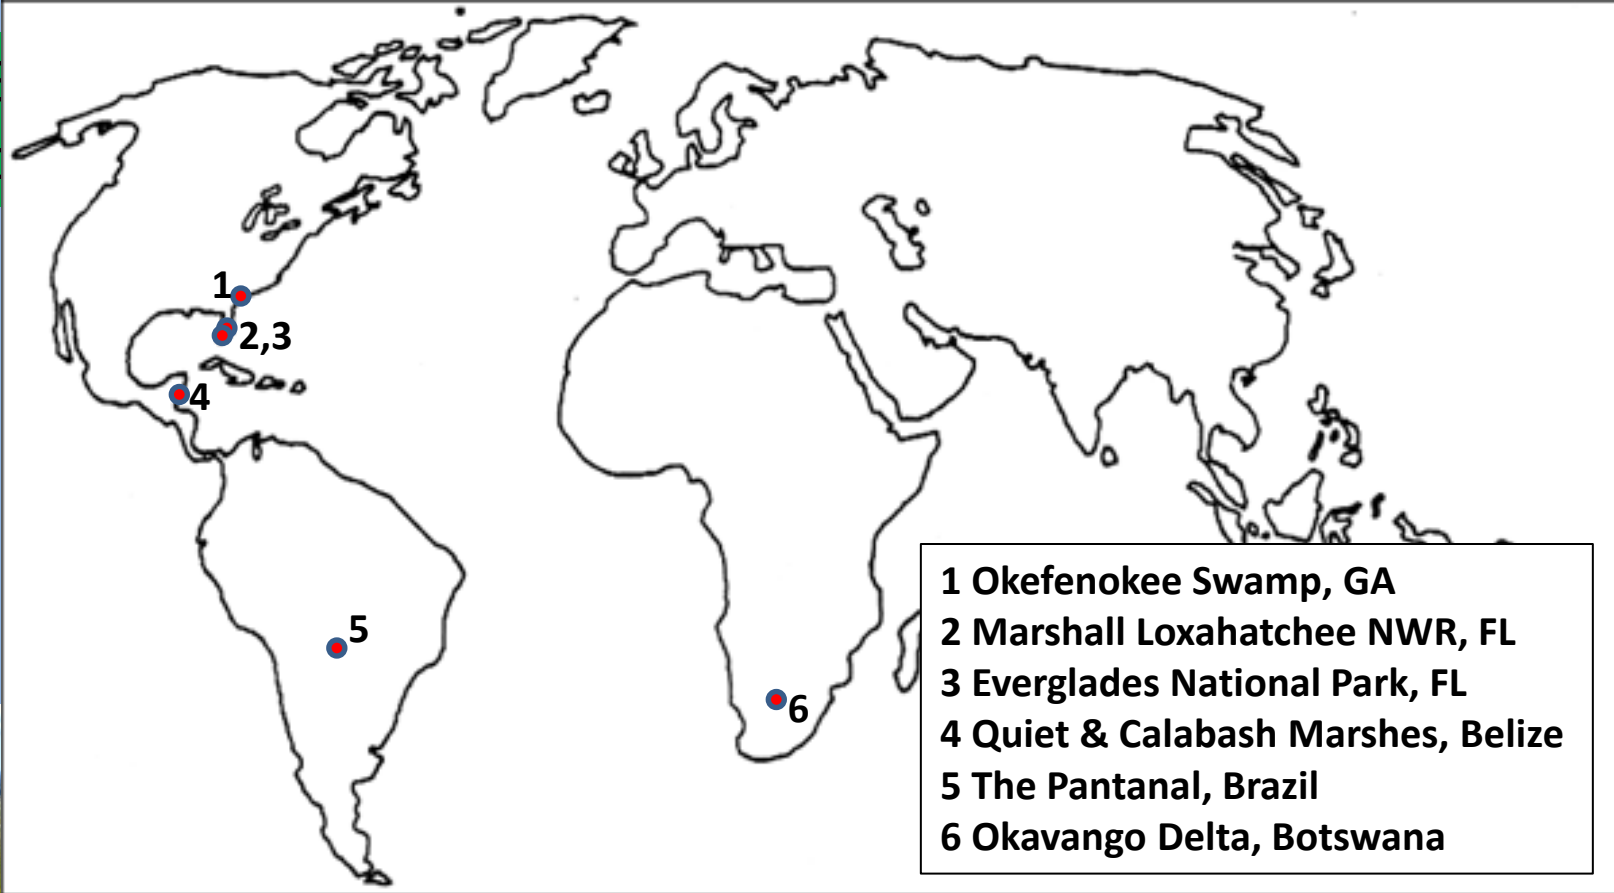 1
2,3
4
5
6
1 Okefenokee Swamp, GA
2 Marshall Loxahatchee NWR, FL
3 Everglades National Park, FL
4 Quiet & Calabash Marshes, Belize
5 The Pantanal, Brazil
6 Okavango Delta, Botswana